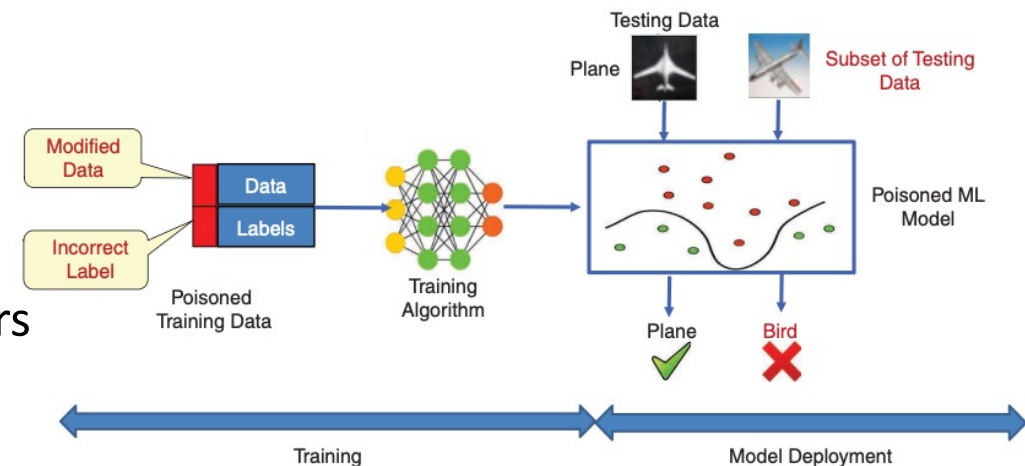 Testing Data
Plane
Subset of Testing
Data
Modified
Data
Data
Labels
Incorrect
Label
Poisoned
Training Data
Training
Algorithm
Poisoned ML
Model
rs
Plane
Bird
Training
Model Deployment